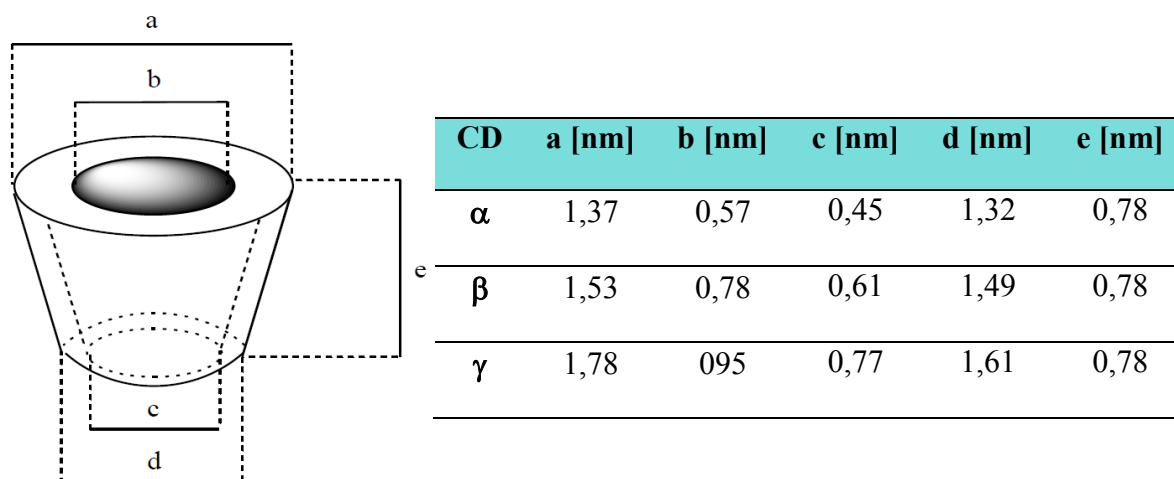 a
b
e
c
d
CD a [nm] b [nm] c [nm] d [nm] e [nm]
α 1,37 0,57 0,45 1,32 0,78
β 1,53 0,78 0,61 1,49 0,78
γ 1,78 095 0,77 1,61 0,78